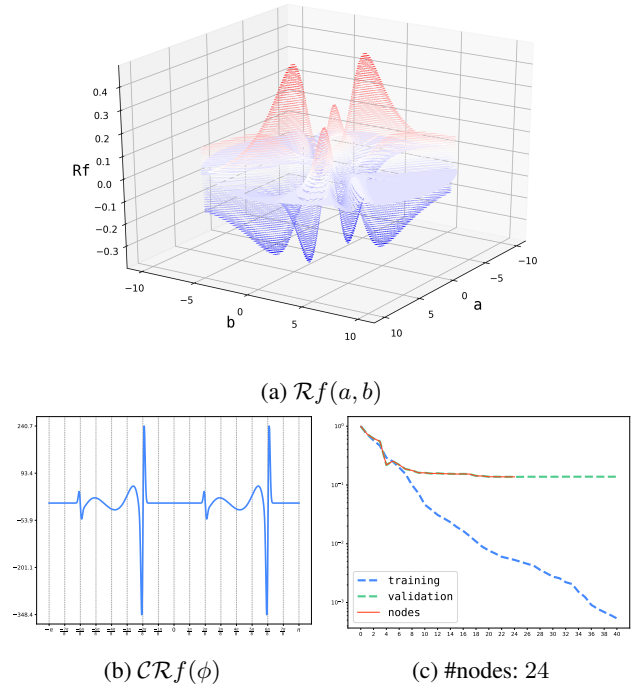 0.4
0.3
0.2
0.1
0.0
−0.1
−0.2
−0.3
Rf
−10
−5
0
5
10
b
10
5
0
−5
−10
a
(a) ℛf(a, b)
240.7
93.4
−53.9
−201.1
−348.4
−π 0 π
(b) 𝒞ℛf(ϕ)
10⁰
10⁻¹
10⁻²
10⁻³
training
validation
nodes
0 2 4 6 8 10 12 14 16 18 20 22 24 26 28 30 32 34 36 38 40
(c) #nodes: 24